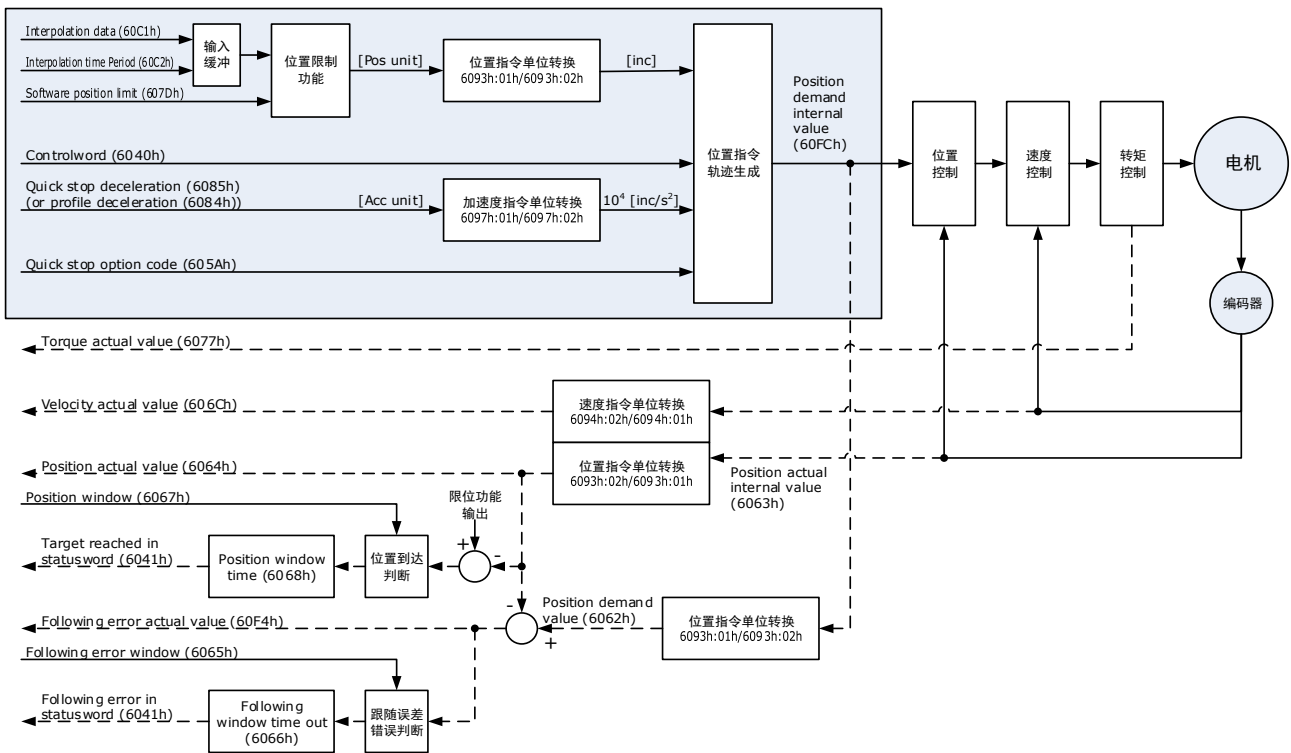 Interpolation data (60C1h)
Interpolation time Period (60C2h)
Software position limit (607Dh)
输入
缓冲
位置限制
功能
[Pos unit]
位置指令单位转换
6093h:01h/6093h:02h
[inc]
Controlword (6040h)
Quick stop deceleration (6085h)
(or profile deceleration (6084h))
[Acc unit]
加速度指令单位转换
6097h:01h/6097h:02h
10⁴ [inc/s²]
Quick stop option code (605Ah)
位置指令
轨迹生成
Position
demand
internal
value
(60FCh)
位置
控制
速度
控制
转矩
控制
电机
编码器
Torque actual value (6077h)
Velocity actual value (606Ch)
速度指令单位转换
6094h:02h/6094h:01h
Position actual value (6064h)
位置指令单位转换
6093h:02h/6093h:01h
Position actual
internal value
(6063h)
Position window (6067h)
限位功能
输出
+
-
Target reached in
statusword (6041h)
Position window
time (6068h)
位置到达
判断
-
+
Position demand
value (6062h)
位置指令单位转换
6093h:01h/6093h:02h
Following error actual value (60F4h)
Following error window (6065h)
Following error in
statusword (6041h)
Following
window time out
(6066h)
跟随误差
错误判断